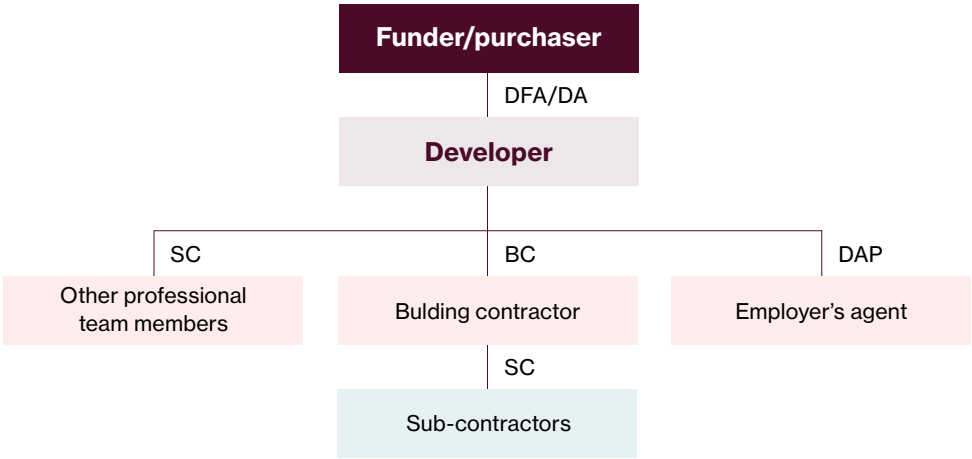 Funder/purchaser
DFA/DA
Developer
SC
BC
DAP
Other professional
team members
Bulding contractor
Employer’s agent
SC
Sub-contractors